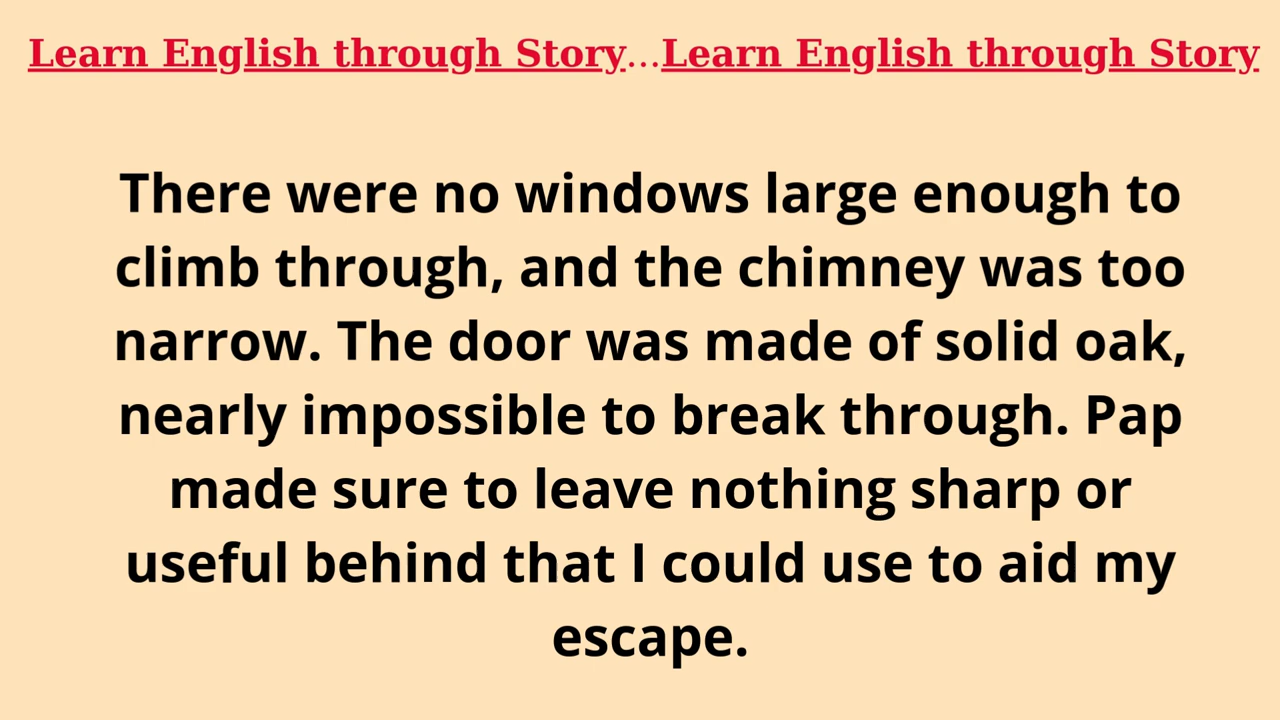 Learn English through Story...Learn English through Story
There were no windows large enough to
climb through, and the chimney was too
narrow. The door was made of solid oak,
nearly impossible to break through. Pap
made sure to leave nothing sharp or
useful behind that I could use to aid my
escape.